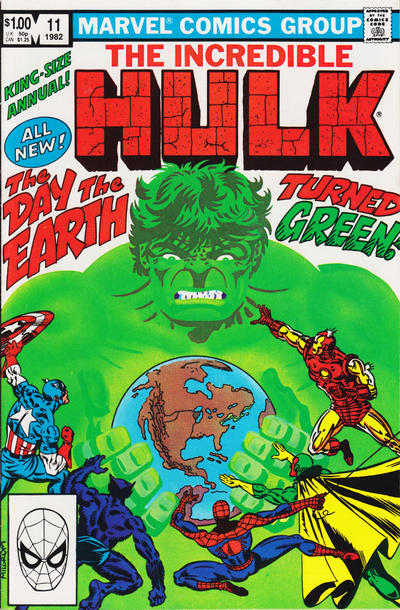 $1.00
U.K. 50p
CAN. $1.25
11
1982
MARVEL® COMICS GROUP
APPROVED
BY THE
COMICS
CODE
AUTHORITY
KING-SIZE
ANNUAL!
THE INCREDIBLE
HULK®
ALL
NEW!
The DAY The EARTH
TURNED
GREEN!
MILGROM